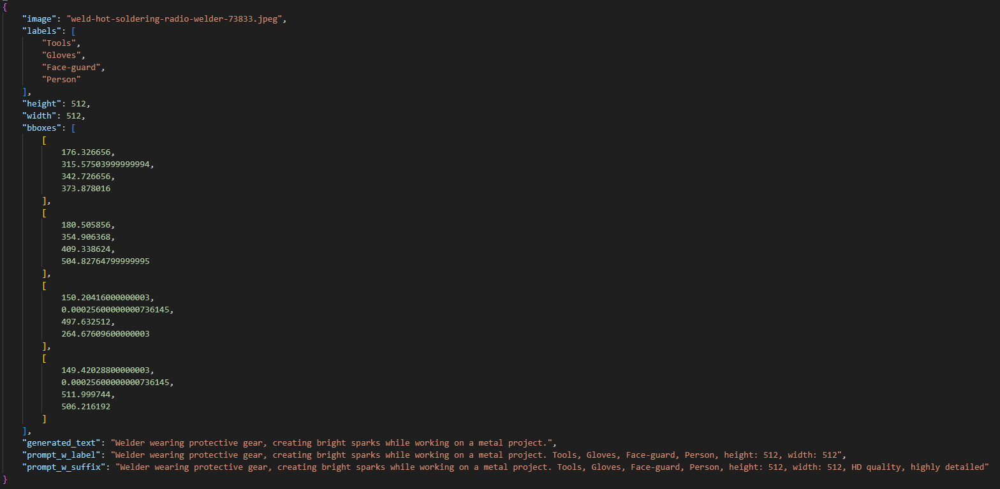 {
    "image": "weld-hot-soldering-radio-welder-73833.jpeg",
    "labels": [
        "Tools",
        "Gloves",
        "Face-guard",
        "Person"
    ],
    "height": 512,
    "width": 512,
    "bboxes": [
        [
            176.326656,
            315.57503999999994,
            342.726656,
            373.878016
        ],
        [
            180.505856,
            354.906368,
            409.338624,
            504.82764799999995
        ],
        [
            150.20416000000003,
            0.00025600000000736145,
            497.632512,
            264.67609600000003
        ],
        [
            149.42028800000003,
            0.00025600000000736145,
            511.999744,
            506.216192
        ]
    ],
    "generated_text": "Welder wearing protective gear, creating bright sparks while working on a metal project.",
    "prompt_w_label": "Welder wearing protective gear, creating bright sparks while working on a metal project. Tools, Gloves, Face-guard, Person, height: 512, width: 512",
    "prompt_w_suffix": "Welder wearing protective gear, creating bright sparks while working on a metal project. Tools, Gloves, Face-guard, Person, height: 512, width: 512, HD quality, highly detailed"
}